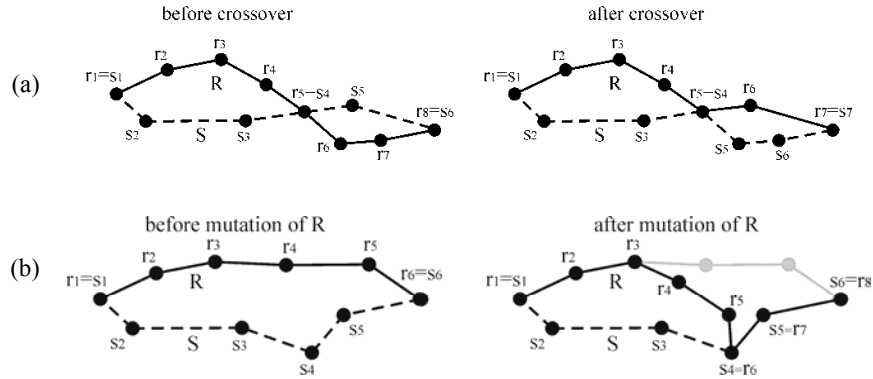 before crossover
after crossover
(a)
r1=s1
r2
r3
r4
R
r5=s4
s5
r8=s6
s2
S
s3
r6
r7
r1=s1
r2
r3
r4
R
r5=s4
r6
r7=s7
s2
S
s3
s5
s6
before mutation of R
after mutation of R
(b)
r1=s1
r2
r3
r4
r5
r6=s6
R
s2
S
s3
s4
s5
r1=s1
r2
r3
R
r4
r5
s6=r8
s5=r7
s2
S
s3
s4=r6